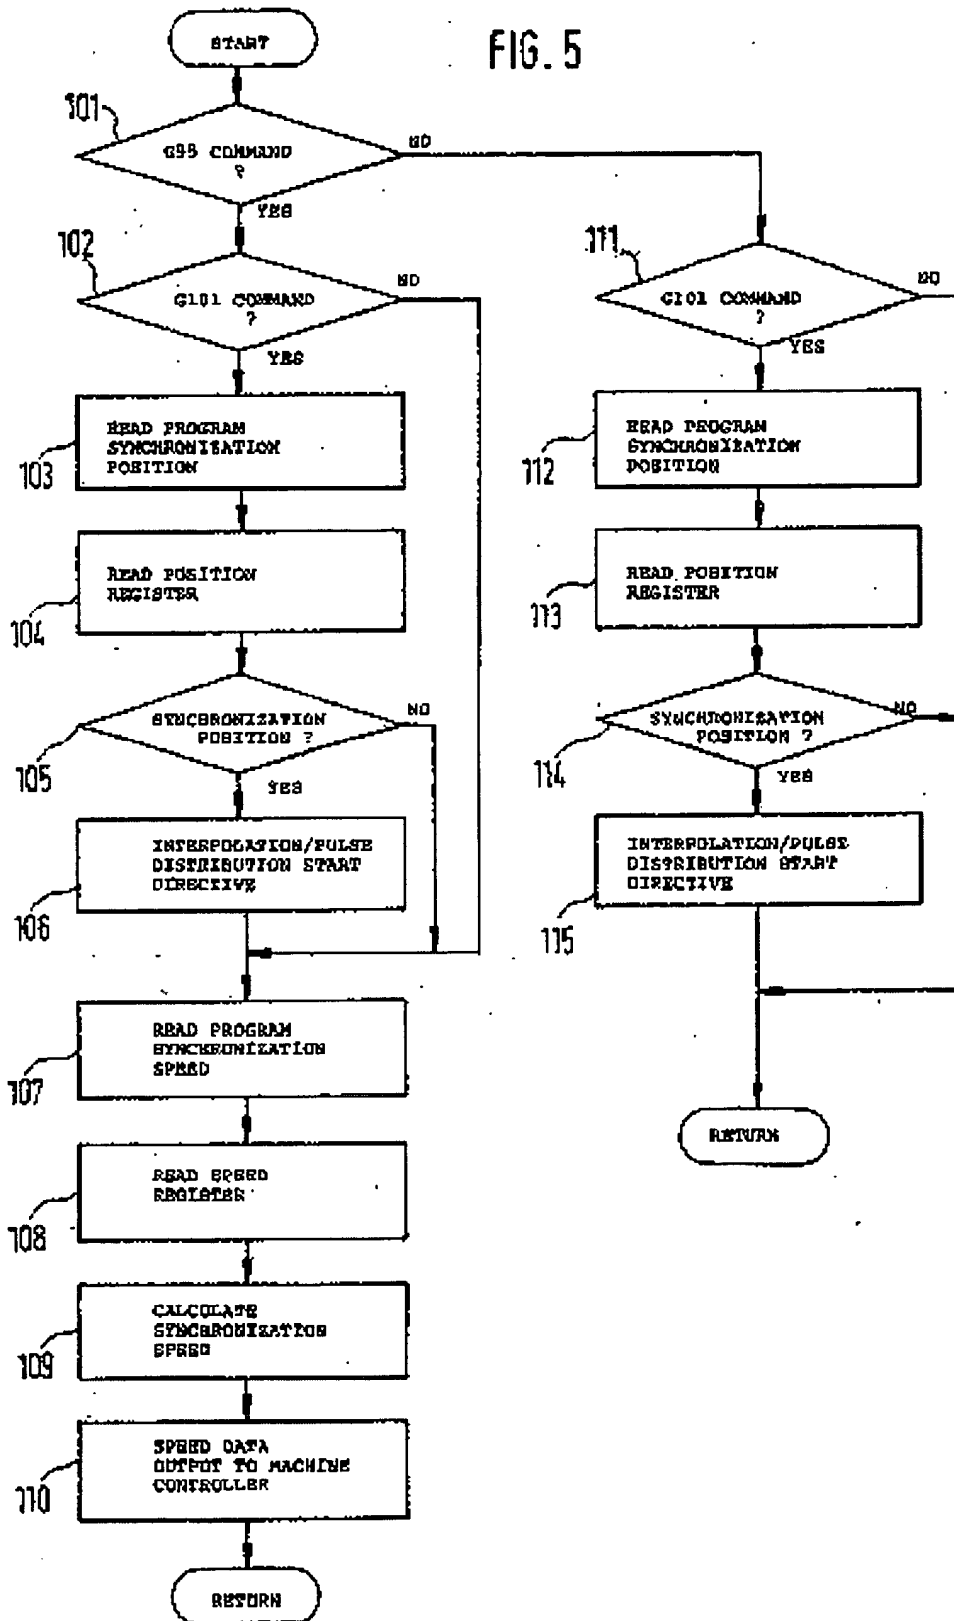 FIG. 5
START
101
COMMAND
?
NO
YES
102
G101 COMMAND
?
NO
YES
103
READ PROGRAM
SYNCHRONIZATION
POSITION
104
READ POSITION
REGISTER
105
SYNCHRONIZATION
POSITION ?
NO
YES
106
INTERPOLATION/PULSE
DISTRIBUTION START
DIRECTIVE
107
READ PROGRAM
SYNCHRONIZATION
SPEED
108
READ SPEED
REGISTER
109
CALCULATE
SYNCHRONIZATION
SPEED
110
SPEED DATA
OUTPUT TO MACHINE
CONTROLLER
RETURN
111
G101 COMMAND
?
NO
YES
112
READ PROGRAM
SYNCHRONIZATION
POSITION
113
READ POSITION
REGISTER
114
SYNCHRONIZATION
POSITION ?
NO
YES
115
INTERPOLATION/PULSE
DISTRIBUTION START
DIRECTIVE
RETURN